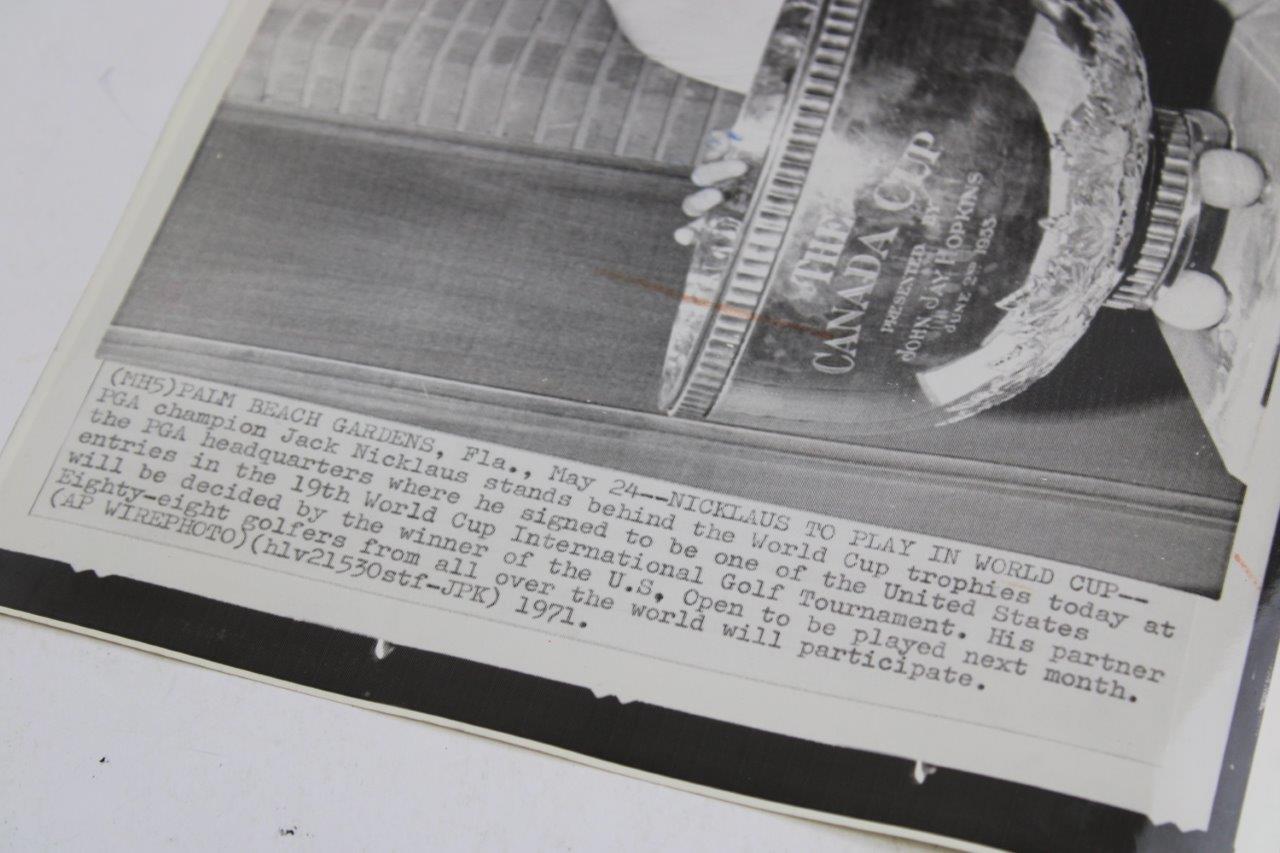 THE
CANADA CUP
PRESENTED BY
JOHN JAY HOPKINS
JUNE 2ND 1953
(MH5)PALM BEACH GARDENS, Fla., May 24--NICKLAUS TO PLAY IN WORLD CUP--
PGA champion Jack Nicklaus stands behind the World Cup trophies today at
the PGA headquarters where he signed to be one of the United States
entries in the 19th World Cup International Golf Tournament. His partner
will be decided by the winner of the U.S. Open to be played next month.
Eighty-eight golfers from all over the world will participate.
(AP WIREPHOTO)(hlv21530stf-JPK) 1971.